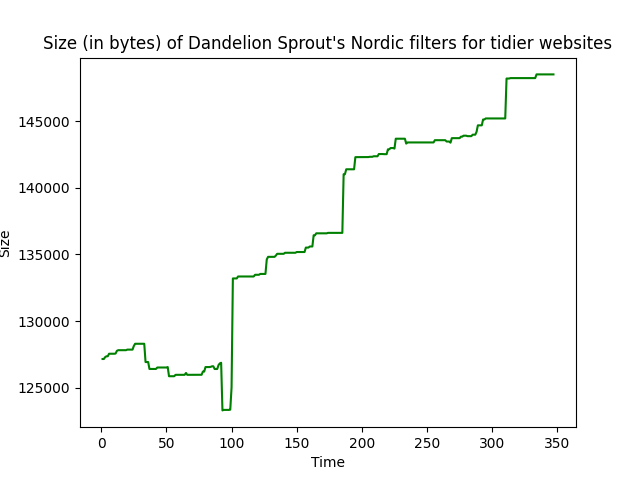 Size (in bytes) of Dandelion Sprout's Nordic filters for tidier websites
145000
140000
135000
130000
125000
Size
0 50 100 150 200 250 300 350
Time